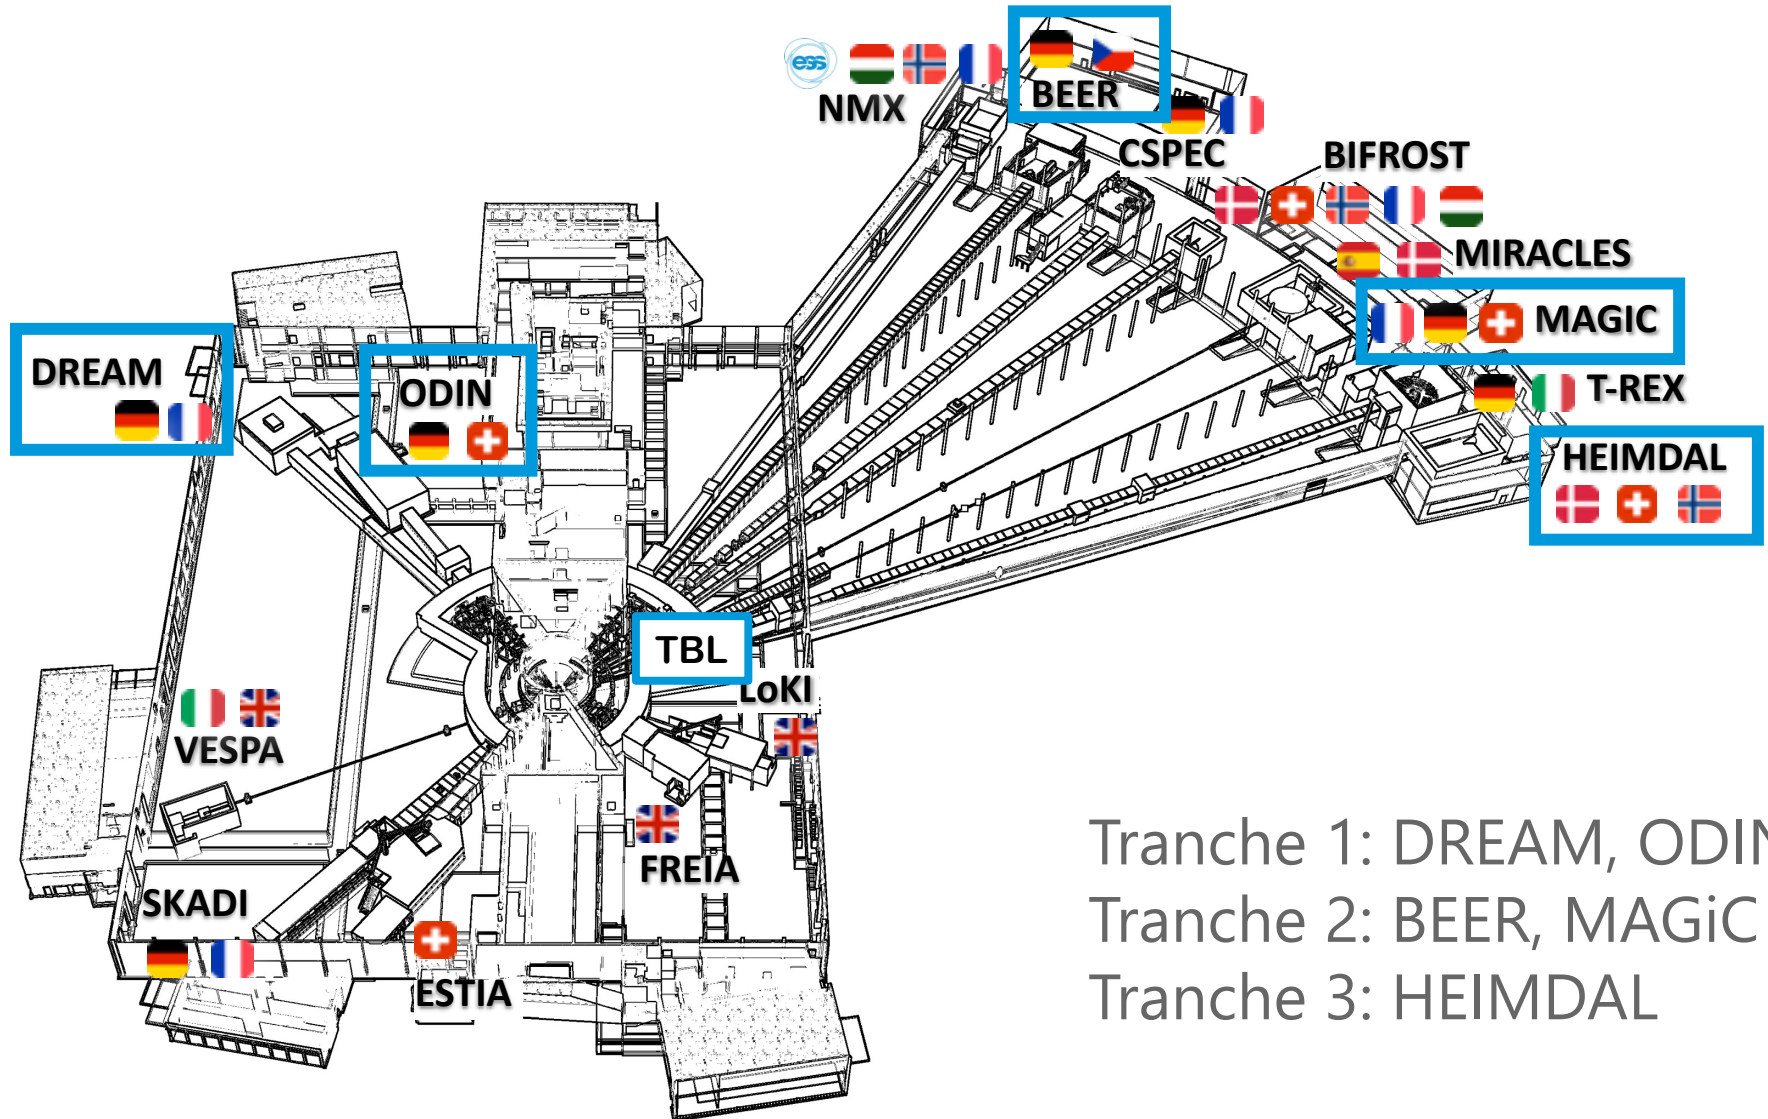 ess
NMX
BEER
CSPEC
BIFROST
MIRACLES
MAGIC
T-REX
HEIMDAL
DREAM
ODIN
TBL
LoKI
VESPA
FREIA
SKADI
ESTIA
Tranche 1: DREAM, ODIN
Tranche 2: BEER, MAGiC
Tranche 3: HEIMDAL